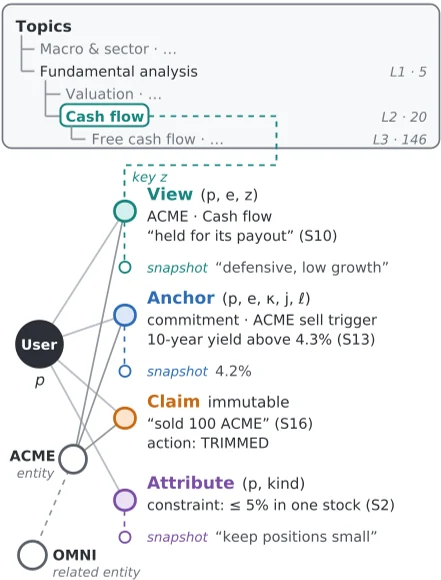 Topics
Macro & sector · …
Fundamental analysis L1 · 5
Valuation · …
Cash flow L2 · 20
Free cash flow · … L3 · 146
key z
View (p, e, z)
ACME · Cash flow
“held for its payout” (S10)
snapshot “defensive, low growth”
Anchor (p, e, κ, j, ℓ)
commitment · ACME sell trigger
10-year yield above 4.3% (S13)
snapshot 4.2%
User
p
Claim immutable
“sold 100 ACME” (S16)
action: TRIMMED
ACME
entity
Attribute (p, kind)
constraint: ≤ 5% in one stock (S2)
snapshot “keep positions small”
OMNI
related entity